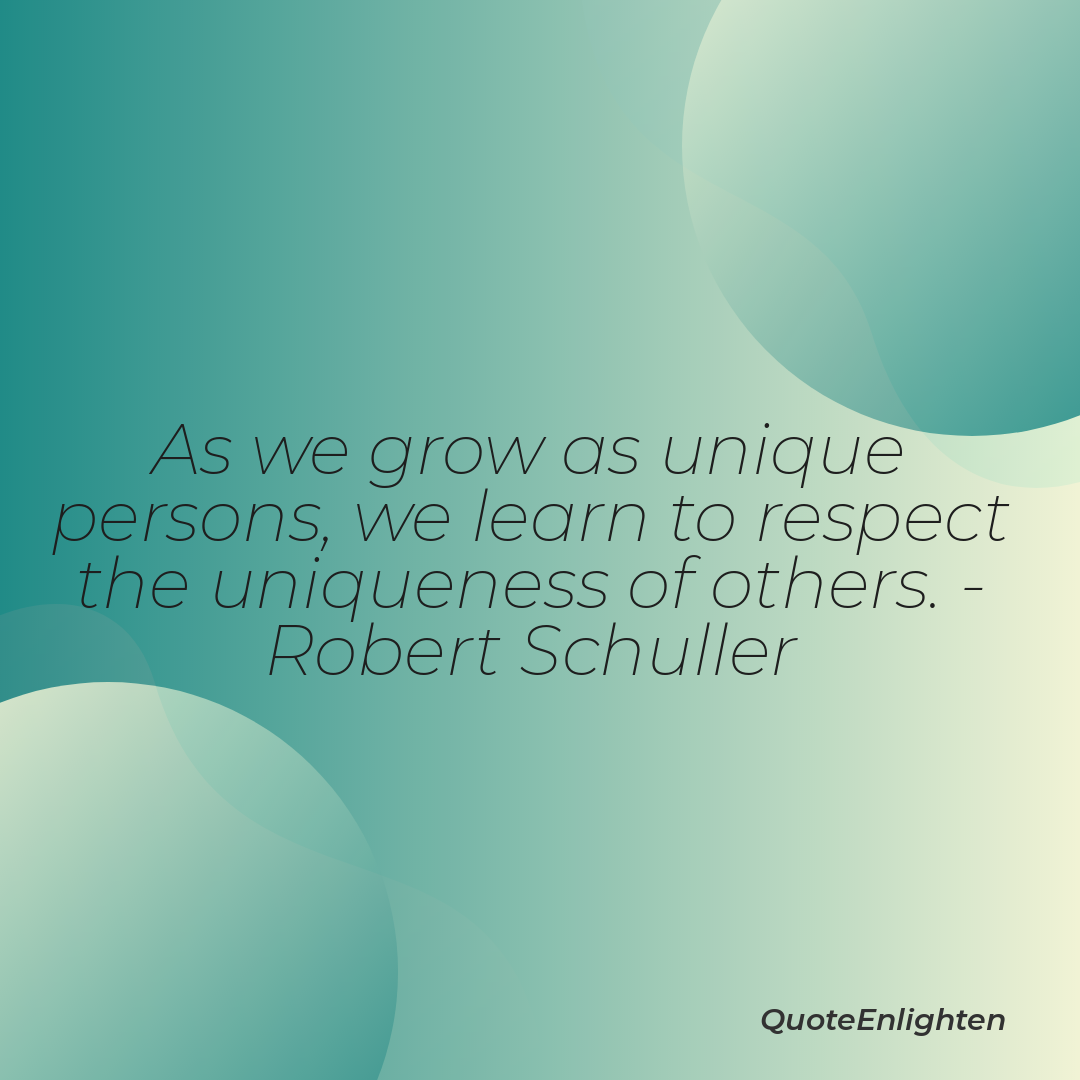 As we grow as unique
persons, we learn to respect
the uniqueness of others. -
Robert Schuller
QuoteEnlighten